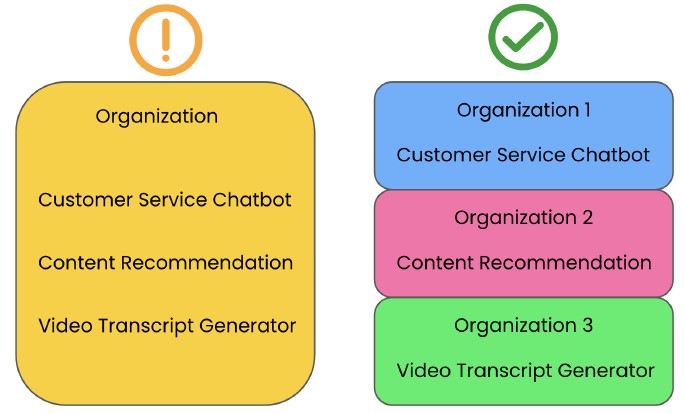 Organization
Customer Service Chatbot
Content Recommendation
Video Transcript Generator
Organization 1
Customer Service Chatbot
Organization 2
Content Recommendation
Organization 3
Video Transcript Generator